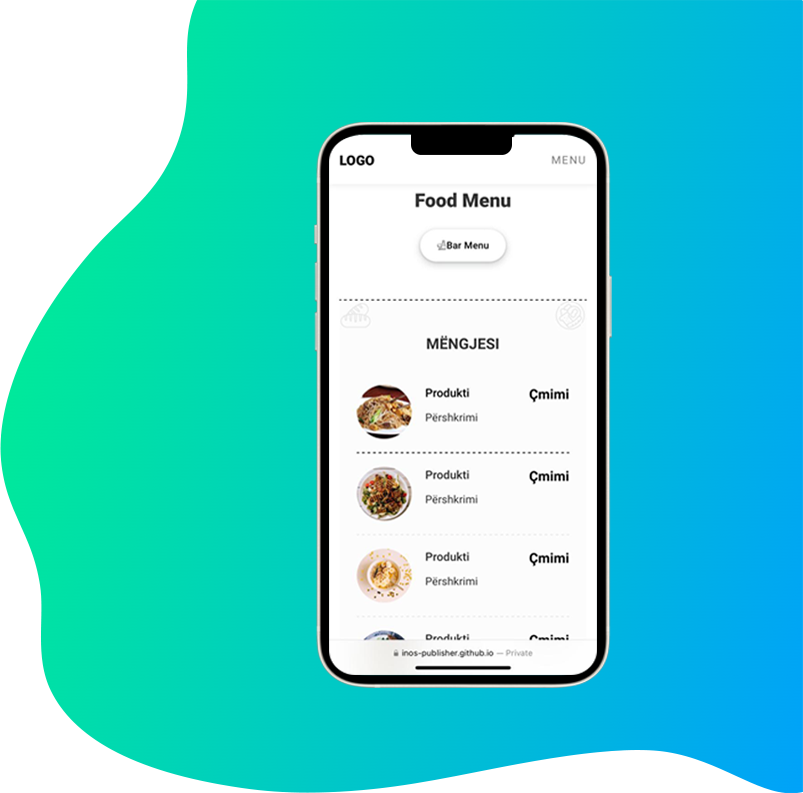 LOGO MENU
Food Menu
Bar Menu
MËNGJESI
Produkti Çmimi
Përshkrimi
Produkti Çmimi
Përshkrimi
Produkti Çmimi
Përshkrimi
Produkti Çmimi
inos-publisher.github.io — Private